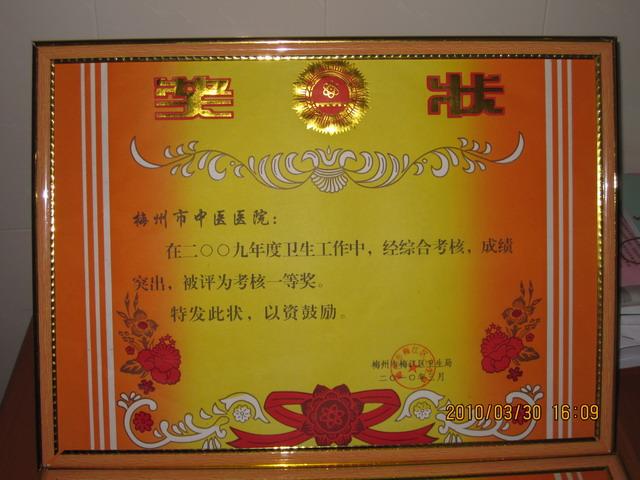 奖状
梅州市中医医院：
在二〇〇九年度卫生工作中，经综合考核，成绩
突出，被评为考核一等奖。
特发此状，以资鼓励。
梅州市梅江区卫生局
二〇一〇年三月
2010/03/30 16:09